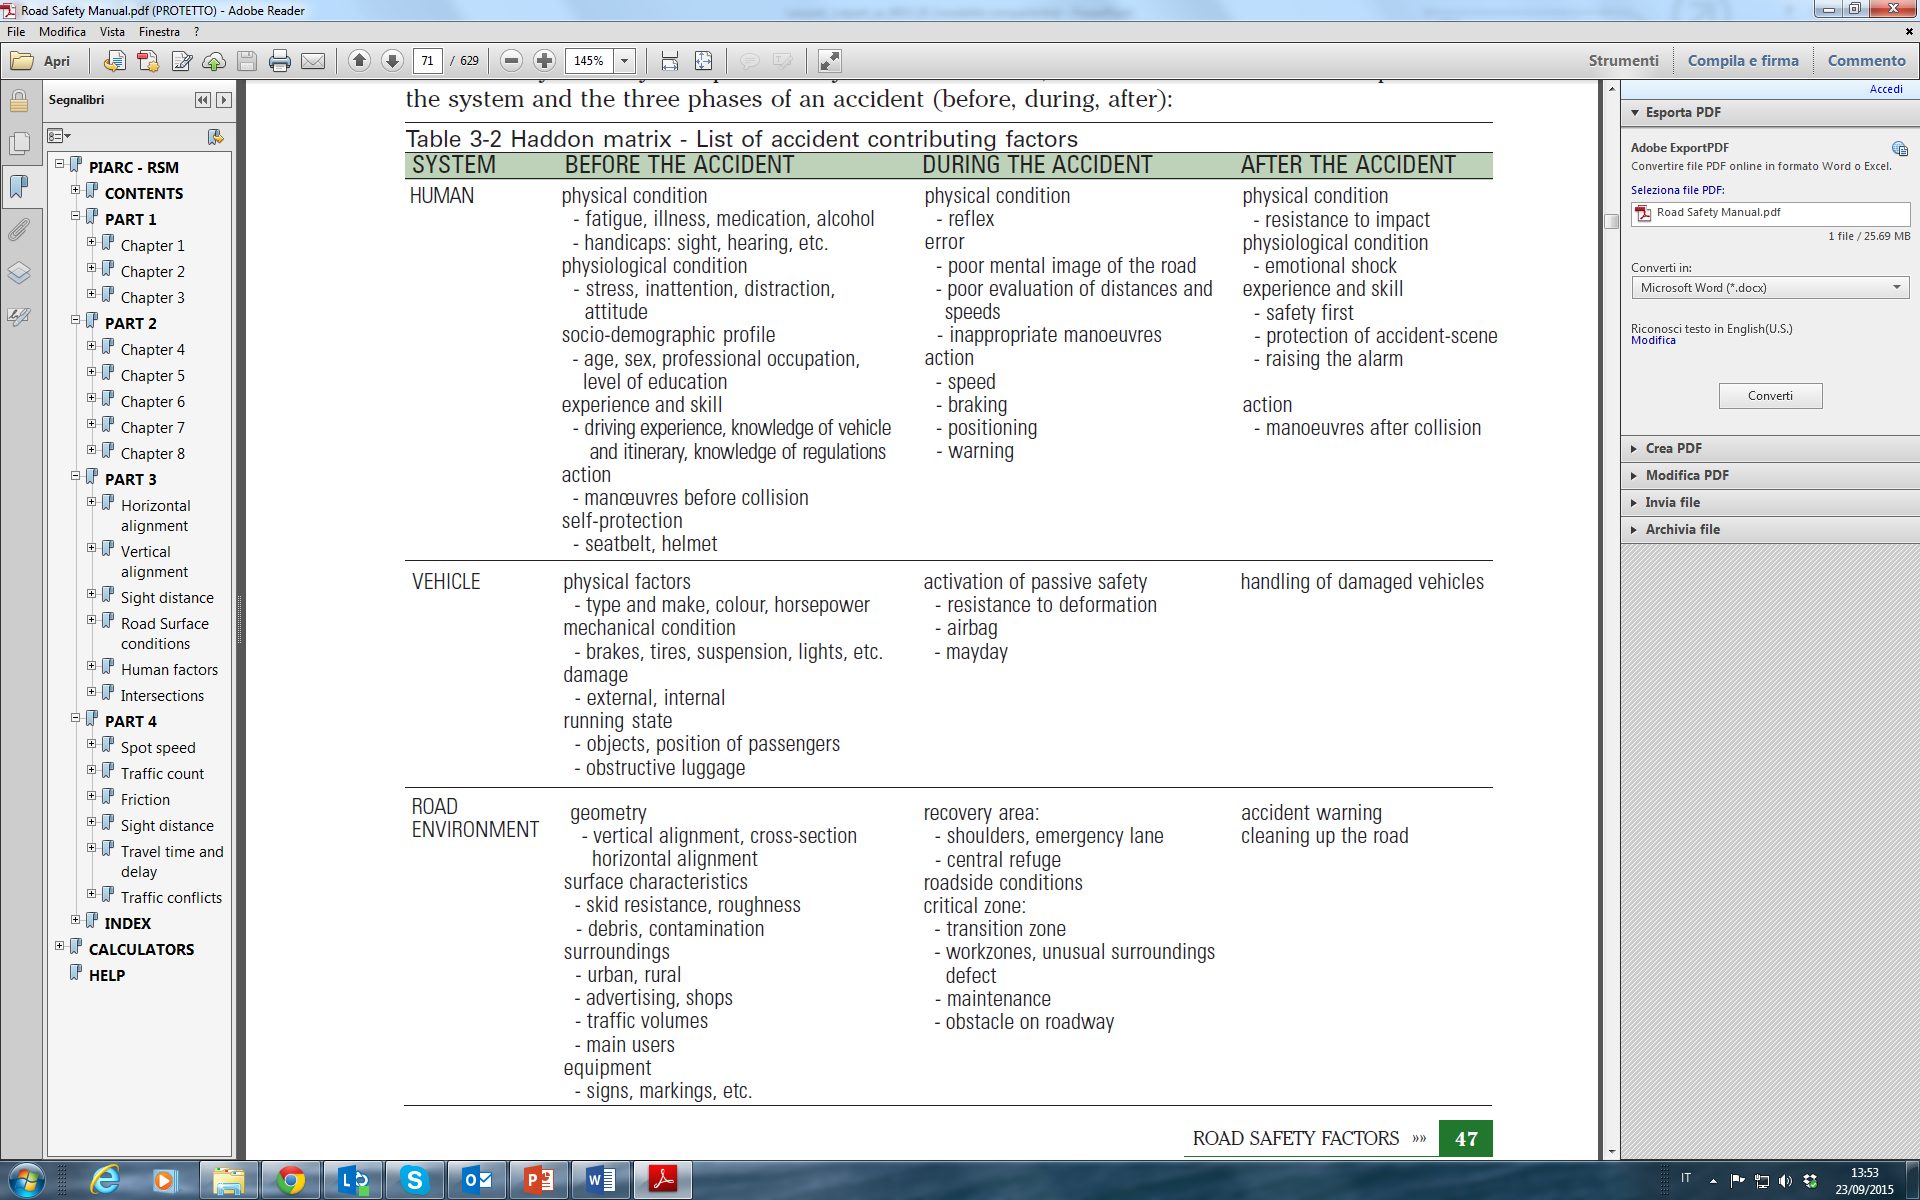 Road Safety Manual.pdf (PROTETTO) - Adobe Reader
File Modifica Vista Finestra ?
Apri 71 / 629 145% Strumenti Compila e firma Commento
Segnalibri
PIARC - RSM
CONTENTS
PART 1
Chapter 1
Chapter 2
Chapter 3
PART 2
Chapter 4
Chapter 5
Chapter 6
Chapter 7
Chapter 8
PART 3
Horizontal
alignment
Vertical
alignment
Sight distance
Road Surface
conditions
Human factors
Intersections
PART 4
Spot speed
Traffic count
Friction
Sight distance
Travel time and
delay
Traffic conflicts
INDEX
CALCULATORS
HELP
the system and the three phases of an accident (before, during, after):
Table 3-2 Haddon matrix - List of accident contributing factors
SYSTEM BEFORE THE ACCIDENT DURING THE ACCIDENT AFTER THE ACCIDENT
HUMAN physical condition physical condition physical condition
- fatigue, illness, medication, alcohol - reflex - resistance to impact
- handicaps: sight, hearing, etc. error physiological condition
physiological condition - poor mental image of the road - emotional shock
- stress, inattention, distraction, - poor evaluation of distances and experience and skill
attitude speeds - safety first
socio-demographic profile - inappropriate manoeuvres - protection of accident-scene
- age, sex, professional occupation, action - raising the alarm
level of education - speed
experience and skill - braking action
- driving experience, knowledge of vehicle - positioning - manoeuvres after collision
and itinerary, knowledge of regulations - warning
action
- manœuvres before collision
self-protection
- seatbelt, helmet
VEHICLE physical factors activation of passive safety handling of damaged vehicles
- type and make, colour, horsepower - resistance to deformation
mechanical condition - airbag
- brakes, tires, suspension, lights, etc. - mayday
damage
- external, internal
running state
- objects, position of passengers
- obstructive luggage
ROAD
ENVIRONMENT
geometry recovery area: accident warning
- vertical alignment, cross-section - shoulders, emergency lane cleaning up the road
horizontal alignment - central refuge
surface characteristics roadside conditions
- skid resistance, roughness critical zone:
- debris, contamination - transition zone
surroundings - workzones, unusual surroundings
- urban, rural defect
- advertising, shops - maintenance
- traffic volumes - obstacle on roadway
- main users
equipment
- signs, markings, etc.
ROAD SAFETY FACTORS »» 47
Accedi
Esporta PDF
Adobe ExportPDF
Convertire file PDF online in formato Word o Excel.
Seleziona file PDF:
Road Safety Manual.pdf
1 file / 25.69 MB
Converti in:
Microsoft Word (*.docx)
Riconosci testo in English(U.S.)
Modifica
Converti
Crea PDF
Modifica PDF
Invia file
Archivia file
IT
13:53
23/09/2015